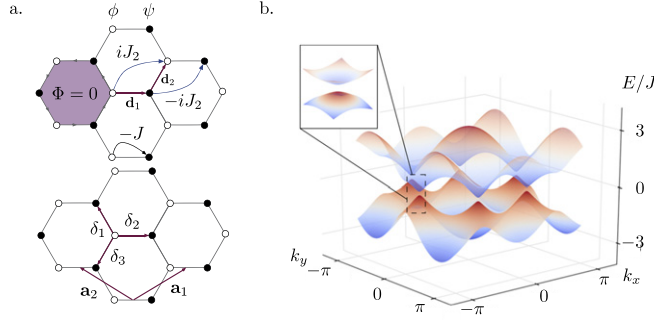 a.
ϕ ψ
iJ₂
Φ = 0
d₁
d₂
−iJ₂
−J
δ₁
δ₂
δ₃
a₂
a₁
b.
E/J
3
0
−3
k_y
−π
0
π
−π
0
π
k_x